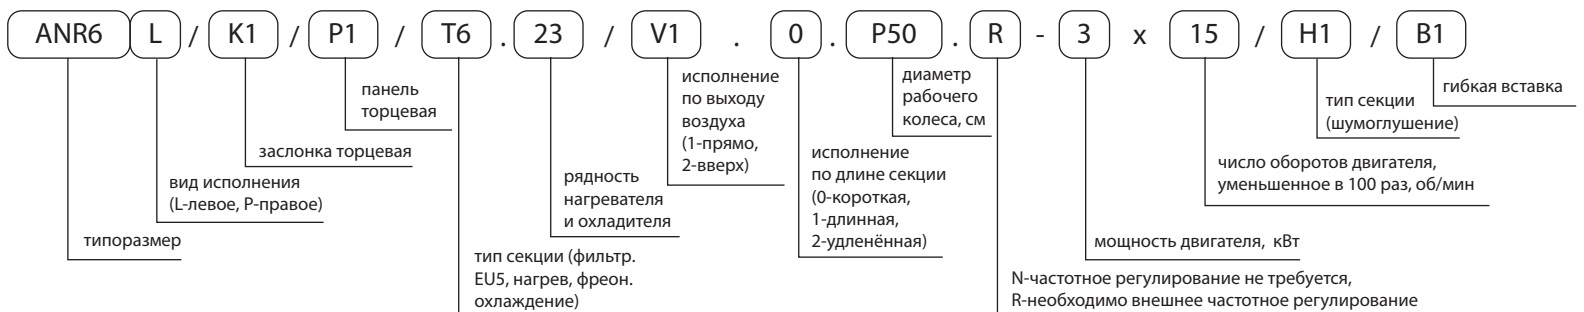 ANR6 L / K1 / P1 / T6 . 23 / V1 . 0 . P50 . R - 3 x 15 / H1 / B1
типоразмер
вид исполнения
(L-левое, P-правое)
заслонка торцевая
панель
торцевая
тип секции (фильтр.
EU5, нагрев, фреон.
охлаждение)
рядность
нагревателя
и охладителя
исполнение
по выходу
воздуха
(1-прямо,
2-вверх)
исполнение
по длине секции
(0-короткая,
1-длинная,
2-удленённая)
диаметр
рабочего
колеса, см
N-частотное регулирование не требуется,
R-необходимо внешнее частотное регулирование
мощность двигателя, кВт
число оборотов двигателя,
уменьшенное в 100 раз, об/мин
тип секции
(шумоглушение)
гибкая вставка